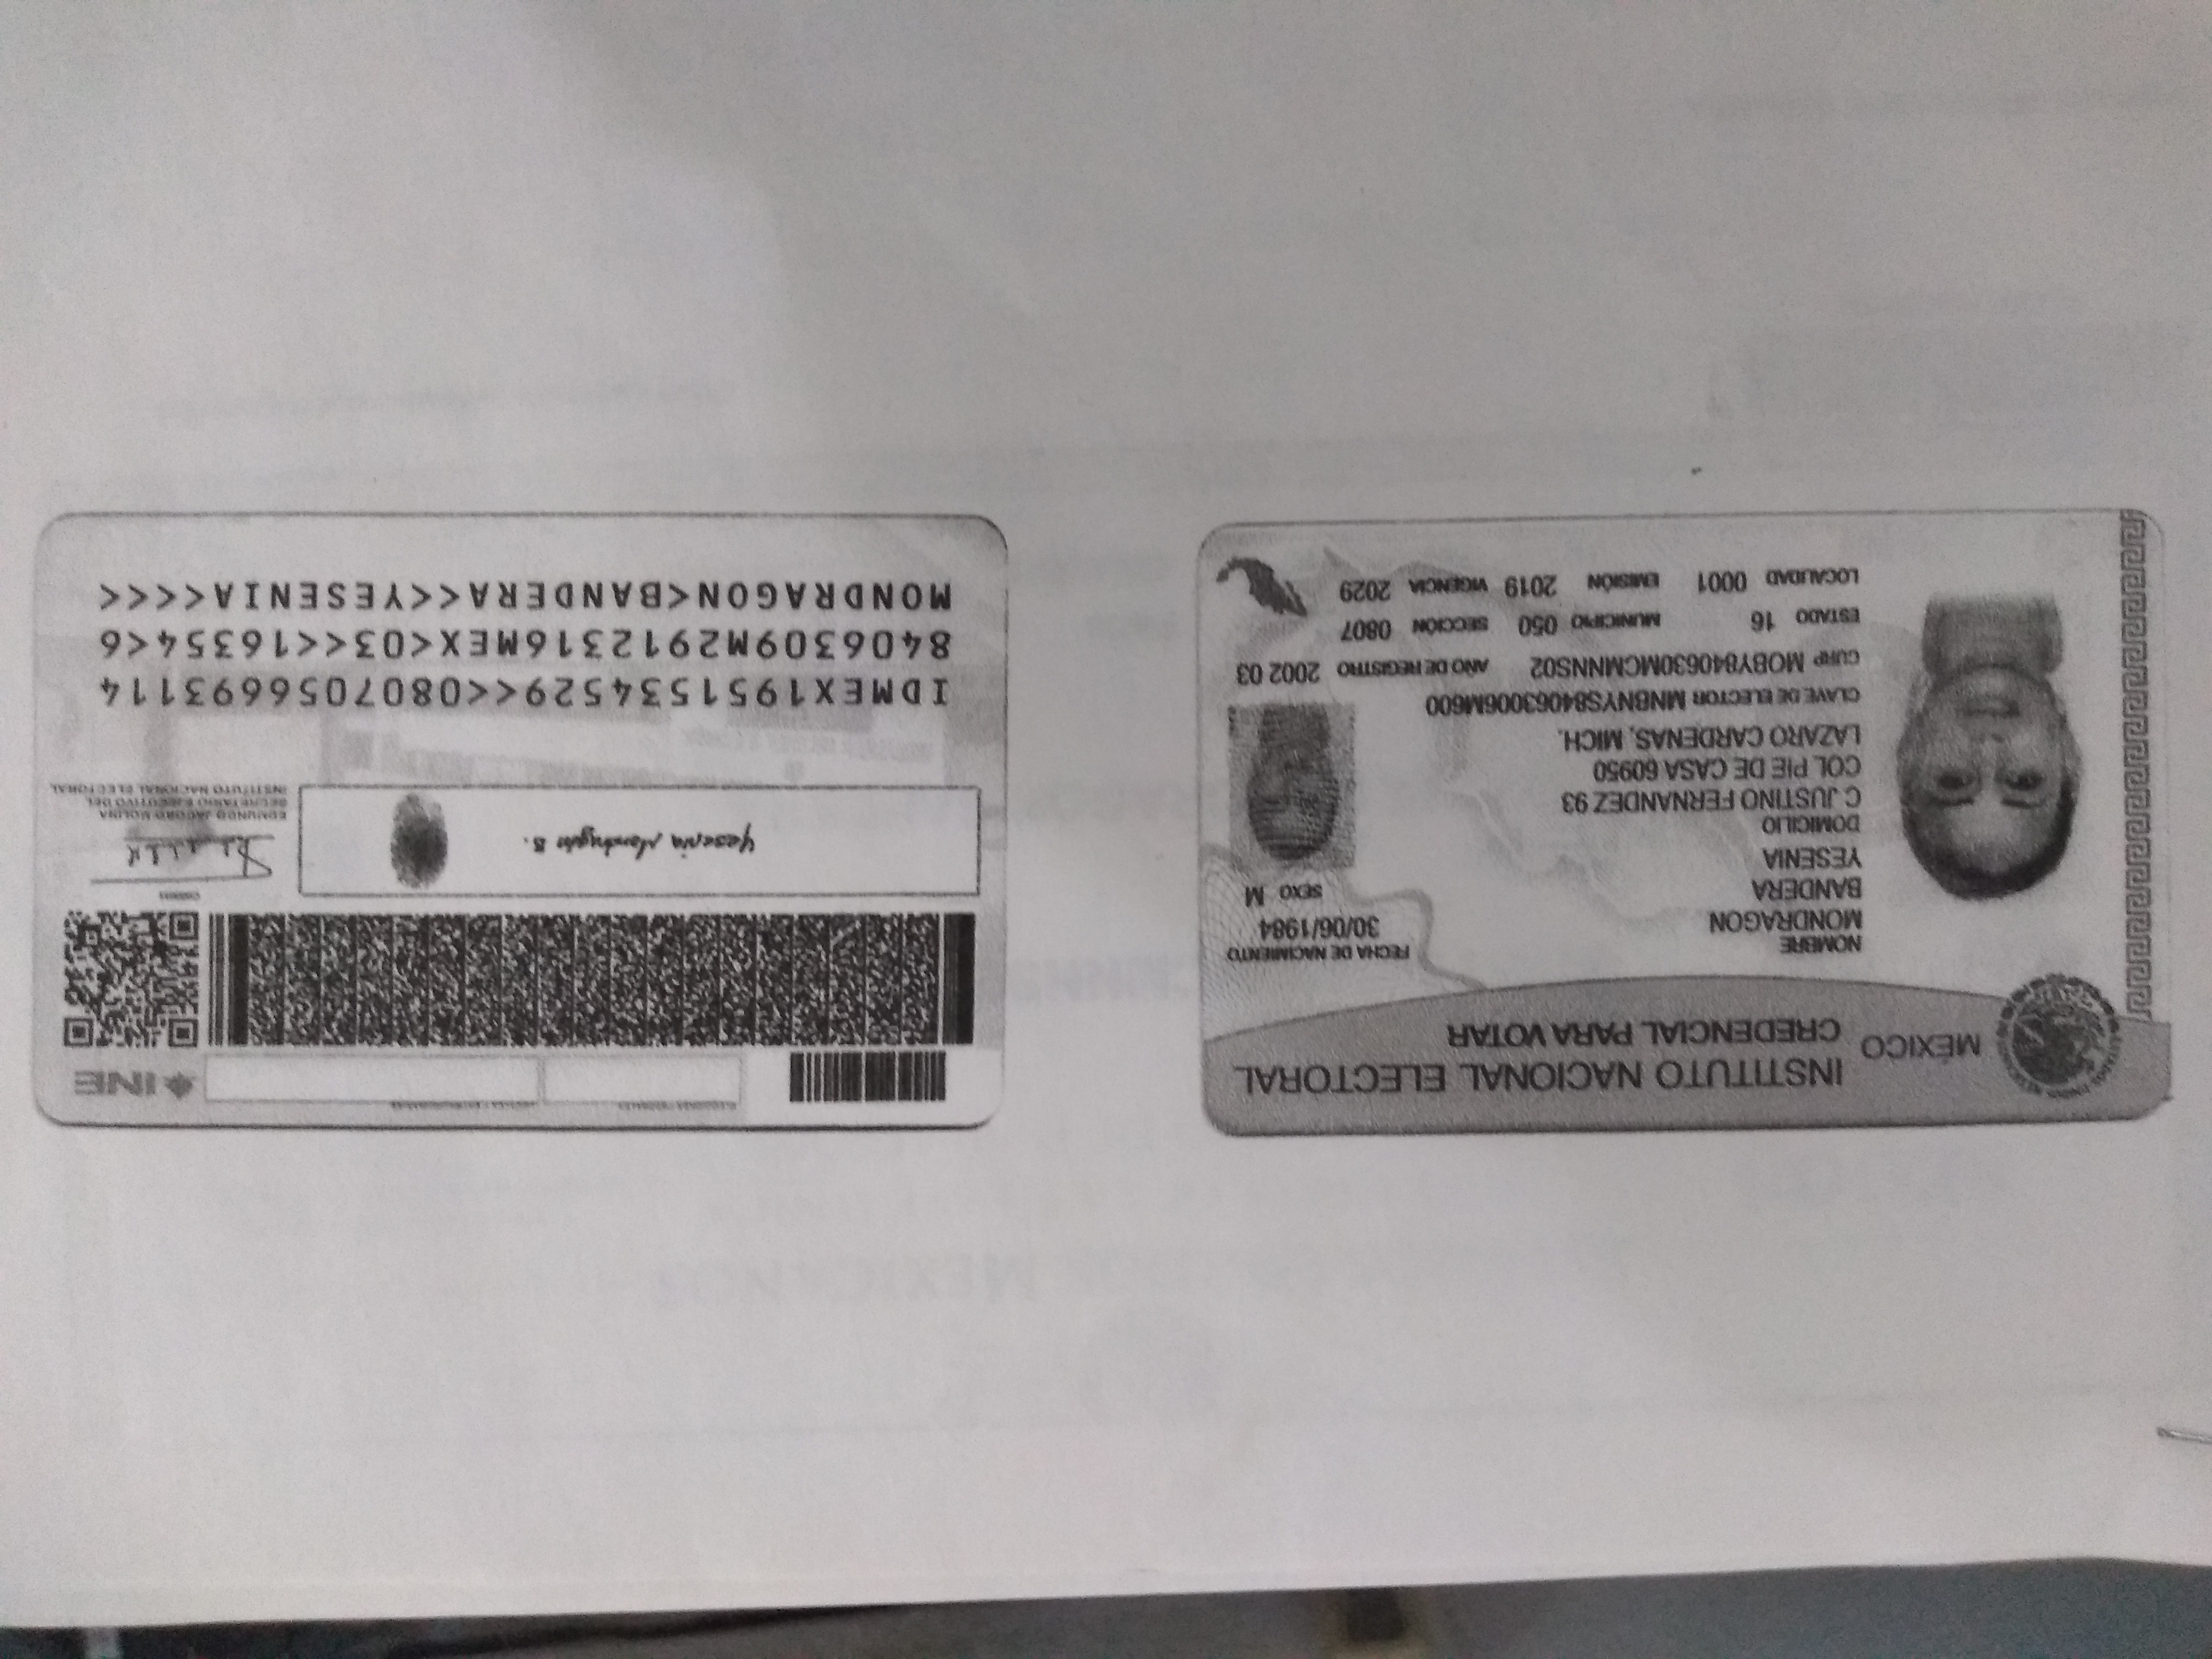 MÉXICO
INSTITUTO NACIONAL ELECTORAL
CREDENCIAL PARA VOTAR
NOMBRE
MONDRAGON
BANDERA
YESENIA
FECHA DE NACIMIENTO
30/06/1984
SEXO M
DOMICILIO
C JUSTINO FERNANDEZ 93
COL PIE DE CASA 60950
LAZARO CARDENAS, MICH.
CLAVE DE ELECTOR MNBNYS84063006M600
CURP MOBY840630MCMNNS02 AÑO DE REGISTRO 2002 03
ESTADO 16 MUNICIPIO 050 SECCIÓN 0807
LOCALIDAD 0001 EMISIÓN 2019 VIGENCIA 2029
INE
Yesenia Mondragón B.
EDMUNDO JACOBO MOLINA
SECRETARIO EJECUTIVO DEL
INSTITUTO NACIONAL ELECTORAL
IDMEX1951534529<<0807056693114
8406309M2912316MEX<03<<16354<6
MONDRAGON<BANDERA<<YESENIA<<<<